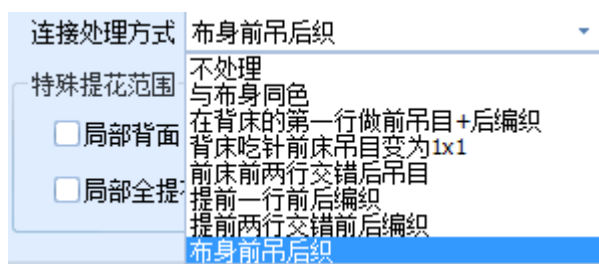 连接处理方式 布身前吊后织
特殊提花范围
不处理
与布身同色
局部背面
在背床的第一行做前吊目+后编织
背床吃针前床吊目变为1x1
前床前两行交错后吊目
局部全提
提前一行前后编织
提前两行交错前后编织
布身前吊后织